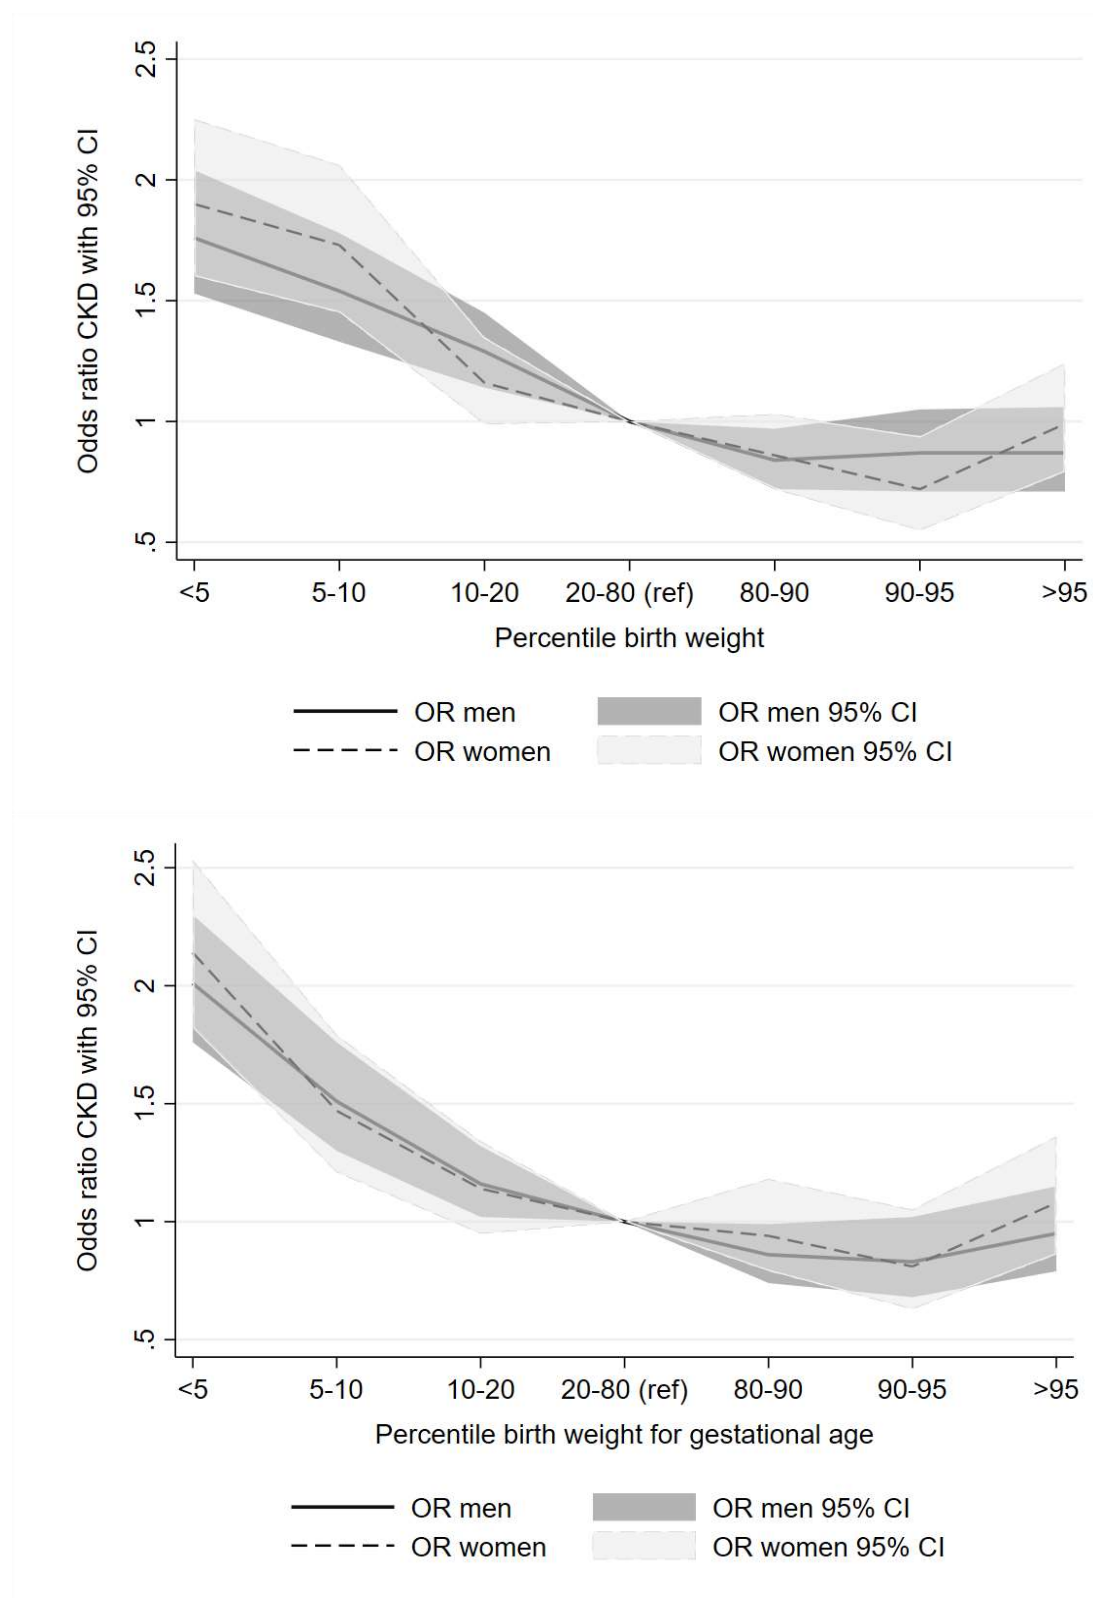 2.5
2
1.5
1
.5
Odds ratio CKD with 95% CI
<5 5-10 10-20 20-80 (ref) 80-90 90-95 >95
Percentile birth weight
OR men OR men 95% CI
OR women OR women 95% CI
2.5
2
1.5
1
.5
Odds ratio CKD with 95% CI
<5 5-10 10-20 20-80 (ref) 80-90 90-95 >95
Percentile birth weight for gestational age
OR men OR men 95% CI
OR women OR women 95% CI